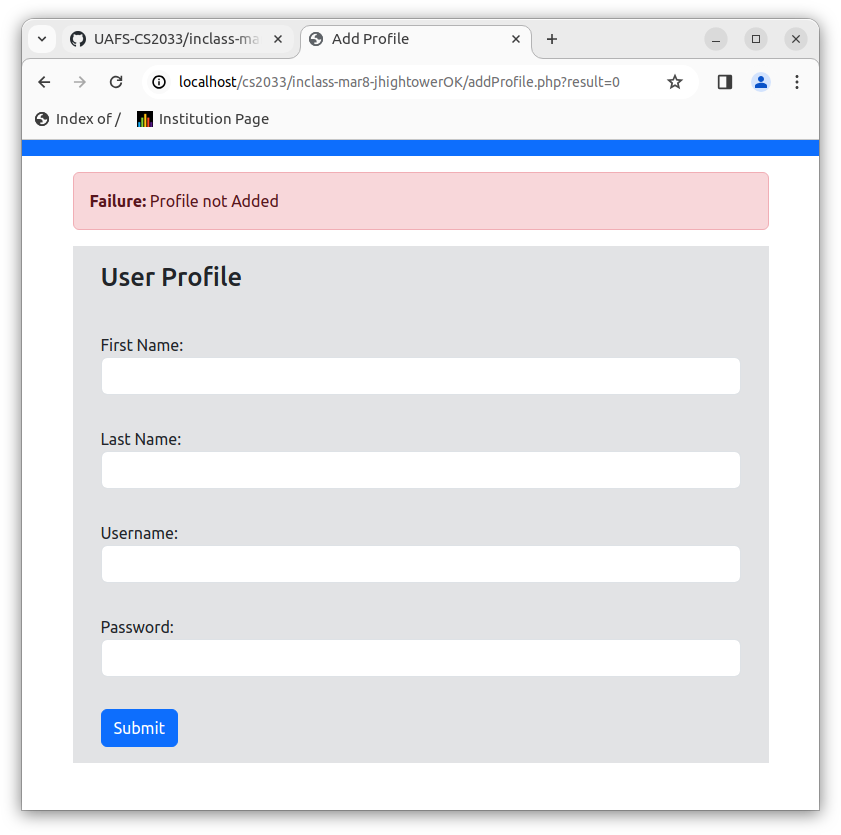 UAFS-CS2033/inclass-ma
Add Profile
localhost/cs2033/inclass-mar8-jhightowerOK/addProfile.php?result=0
Index of /
Institution Page
Failure: Profile not Added
User Profile
First Name:
Last Name:
Username:
Password:
Submit